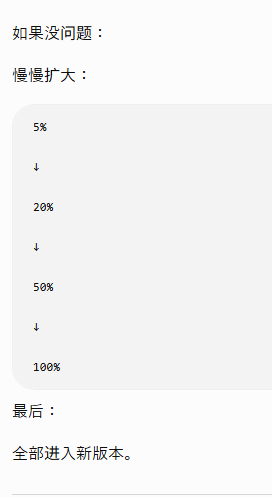 如果没问题：
慢慢扩大：
5%
↓
20%
↓
50%
↓
100%
最后：
全部进入新版本。